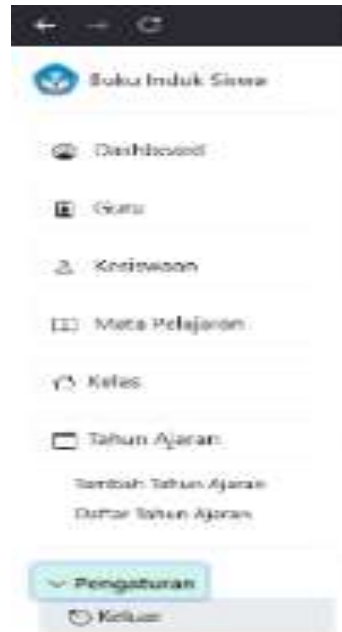 Buku Induk Siswa
Dashboard
Guru
Kesiswaan
Mata Pelajaran
Kelas
Tahun Ajaran
Tambah Tahun Ajaran
Daftar Tahun Ajaran
Pengaturan
Keluar